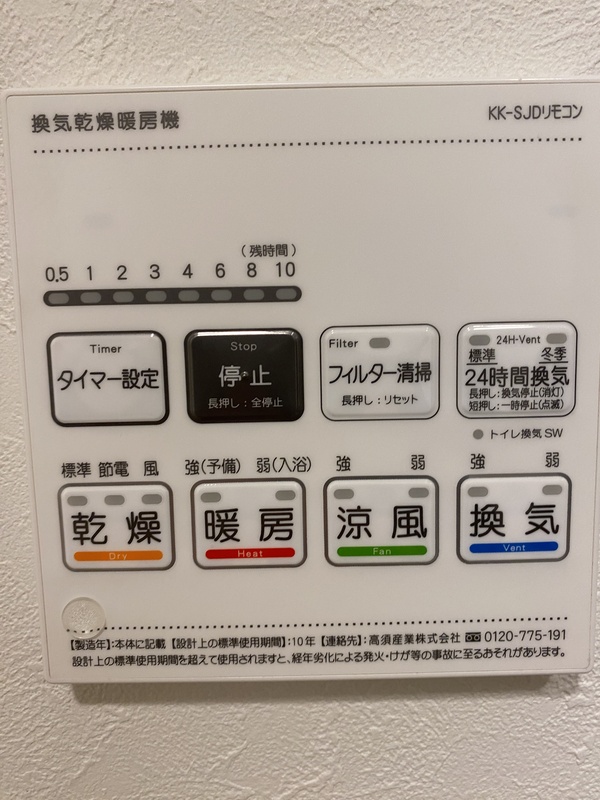 換気乾燥暖房機 KK-SJDリモコン
(残時間)
0.5 1 2 3 4 6 8 10
Timer
タイマー設定
Stop
停・止
長押し：全停止
Filter
フィルター清掃
長押し：リセット
24H-Vent
標準 冬季
24時間換気
長押し：換気停止(消灯)
短押し：一時停止(点滅)
トイレ換気SW
標準 節電 風
乾燥
Dry
強(予備) 弱(入浴)
暖房
Heat
強 弱
涼風
Fan
強 弱
換気
Vent
【製造年】:本体に記載 【設計上の標準使用期間】:10年 【連絡先】:高須産業株式会社 0120-775-191
設計上の標準使用期間を超えて使用されますと、経年劣化による発火・けが等の事故に至るおそれがあります。